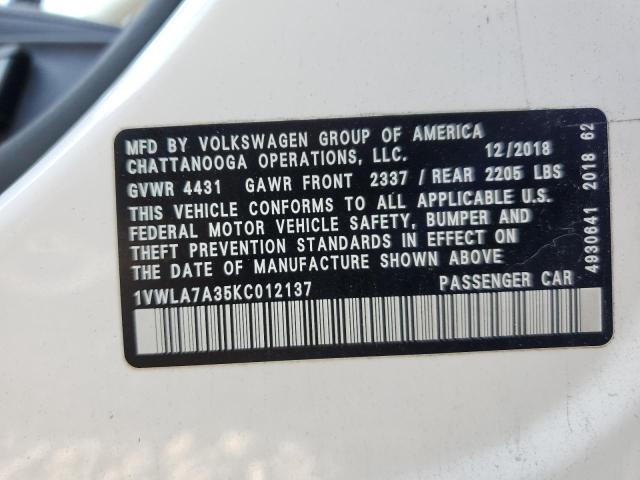 MFD BY VOLKSWAGEN GROUP OF AMERICA
CHATTANOOGA OPERATIONS, LLC. 12/2018
GVWR 4431 GAWR FRONT 2337 / REAR 2205 LBS
THIS VEHICLE CONFORMS TO ALL APPLICABLE U.S.
FEDERAL MOTOR VEHICLE SAFETY, BUMPER AND
THEFT PREVENTION STANDARDS IN EFFECT ON
THE DATE OF MANUFACTURE SHOWN ABOVE
1VWLA7A35KC012137 PASSENGER CAR
4930641 2018 62